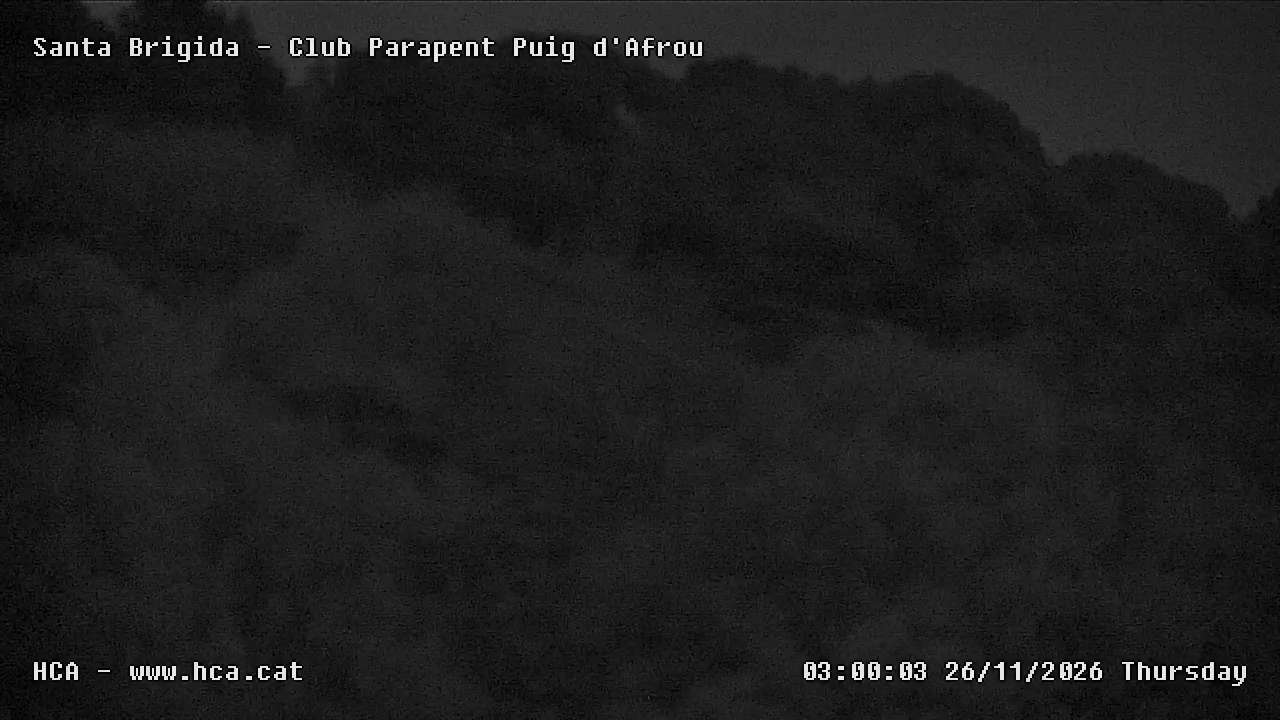 Santa Brigida - Club Parapent Puig d'Afrou
HCA - www.hca.cat
03:00:03 26/11/2026 Thursday